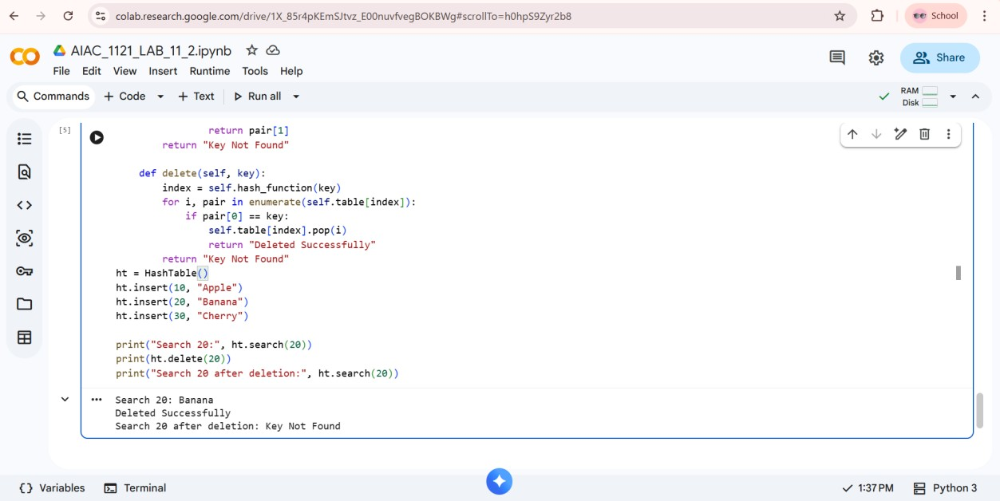 colab.research.google.com/drive/1X_85r4pKEmSJtvz_E00nuvfvegBOKBWg#scrollTo=h0hpS9Zyr2b8
School
AIAC_1121_LAB_11_2.ipynb
File Edit View Insert Runtime Tools Help
Share
Commands + Code + Text Run all
RAM
Disk
[5]
return pair[1]
return "Key Not Found"
def delete(self, key):
index = self.hash_function(key)
for i, pair in enumerate(self.table[index]):
if pair[0] == key:
self.table[index].pop(i)
return "Deleted Successfully"
return "Key Not Found"
ht = HashTable()
ht.insert(10, "Apple")
ht.insert(20, "Banana")
ht.insert(30, "Cherry")
print("Search 20:", ht.search(20))
print(ht.delete(20))
print("Search 20 after deletion:", ht.search(20))
Search 20: Banana
Deleted Successfully
Search 20 after deletion: Key Not Found
Variables Terminal
1:37 PM Python 3